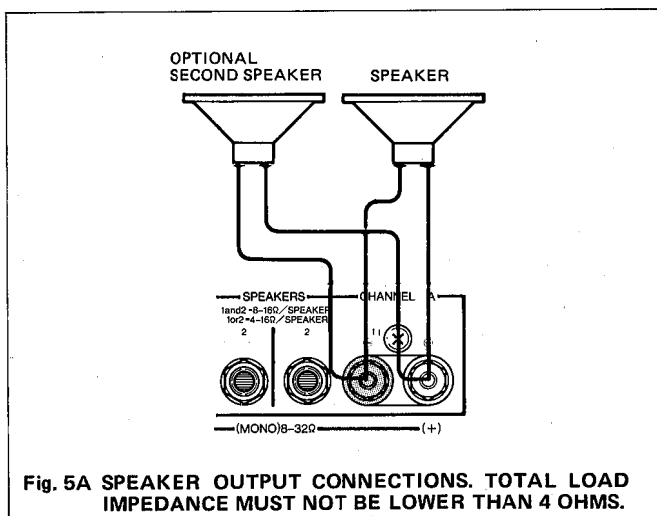 OPTIONAL
SECOND SPEAKER
SPEAKER
SPEAKERS
CHANNEL A
1and2=8-16Ω/SPEAKER
1or2=4-16Ω/SPEAKER
2 2
(MONO)8-32Ω (+)
Fig. 5A SPEAKER OUTPUT CONNECTIONS. TOTAL LOAD
IMPEDANCE MUST NOT BE LOWER THAN 4 OHMS.